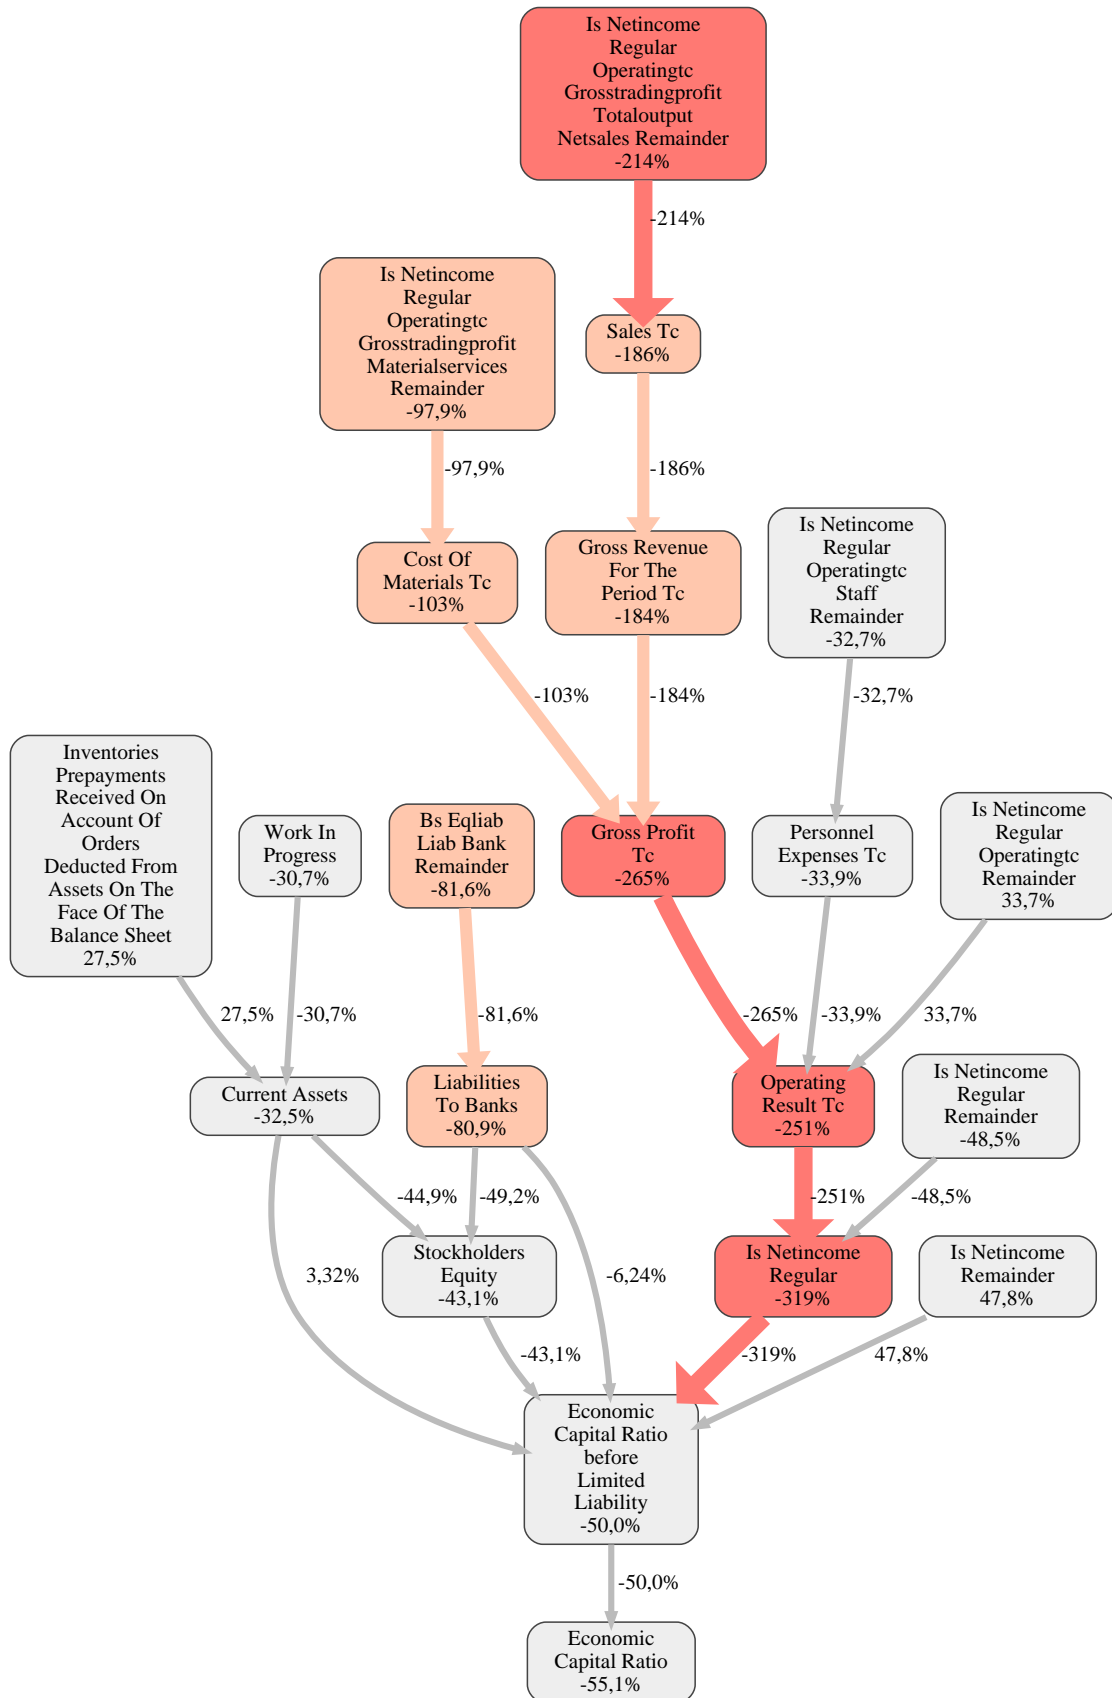 Is Netincome
Regular
Operatingtc
Grosstradingprofit
Totaloutput
Netsales Remainder
-214%
-214%
Is Netincome
Regular
Operatingtc
Grosstradingprofit
Materialservices
Remainder
-97,9%
Sales Tc
-186%
-97,9%
-186%
Is Netincome
Regular
Operatingtc
Staff
Remainder
-32,7%
Cost Of
Materials Tc
-103%
Gross Revenue
For The
Period Tc
-184%
-103%
-184%
-32,7%
Inventories
Prepayments
Received On
Account Of
Orders
Deducted From
Assets On The
Face Of The
Balance Sheet
27,5%
Work In
Progress
-30,7%
Bs Eqliab
Liab Bank
Remainder
-81,6%
Gross Profit
Tc
-265%
Personnel
Expenses Tc
-33,9%
Is Netincome
Regular
Operatingtc
Remainder
33,7%
27,5%
-30,7%
-81,6%
-265%
-33,9%
33,7%
Current Assets
-32,5%
Liabilities
To Banks
-80,9%
Operating
Result Tc
-251%
Is Netincome
Regular
Remainder
-48,5%
-44,9%
-49,2%
-251%
-48,5%
3,32%
Stockholders
Equity
-43,1%
-6,24%
Is Netincome
Regular
-319%
Is Netincome
Remainder
47,8%
-43,1%
-319%
47,8%
Economic
Capital Ratio
before
Limited
Liability
-50,0%
-50,0%
Economic
Capital Ratio
-55,1%